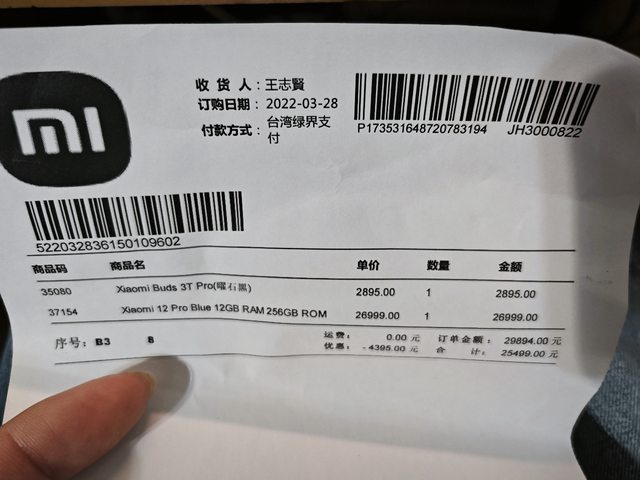 mi
收货人：王志賢
订购日期：2022-03-28
付款方式：台湾绿界支
付
P173531648720783194 JH3000822
522032836150109602
商品码 商品名 单价 数量 金额
35080 Xiaomi Buds 3T Pro(曜石黑) 2895.00 1 2895.00
37154 Xiaomi 12 Pro Blue 12GB RAM 256GB ROM 26999.00 1 26999.00
序号：B3 8 运费： 0.00 元 订单金额： 29894.00 元
优惠： - 4395.00 元 合 计： 25499.00 元